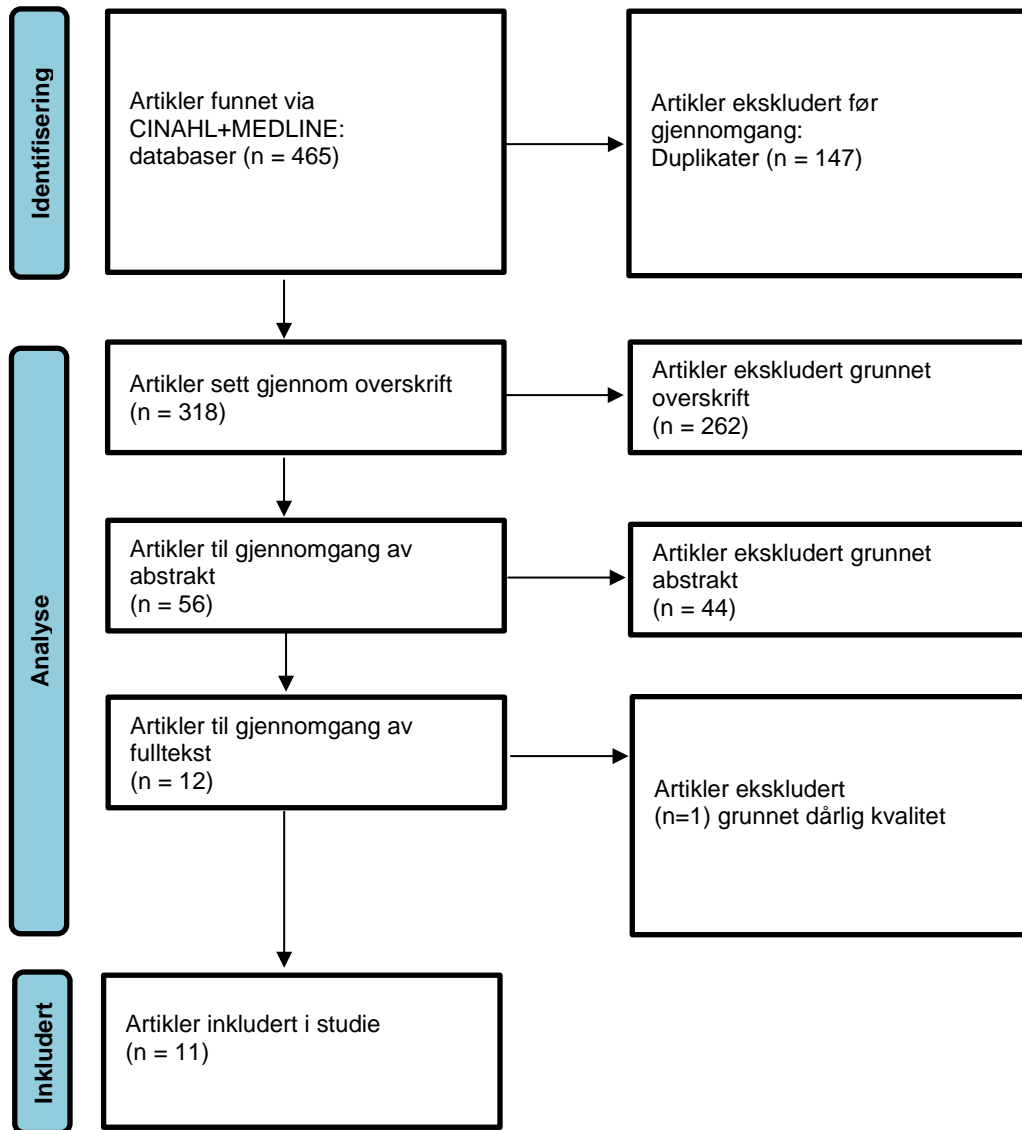 Identifisering
Artikler funnet via
CINAHL+MEDLINE:
databaser (n = 465)
Artikler ekskludert før
gjennomgang:
Duplikater (n = 147)
Analyse
Artikler sett gjennom overskrift
(n = 318)
Artikler ekskludert grunnet
overskrift
(n = 262)
Artikler til gjennomgang av
abstrakt
(n = 56)
Artikler ekskludert grunnet
abstrakt
(n = 44)
Artikler til gjennomgang av
fulltekst
(n = 12)
Artikler ekskludert
(n=1) grunnet dårlig kvalitet
Inkludert
Artikler inkludert i studie
(n = 11)